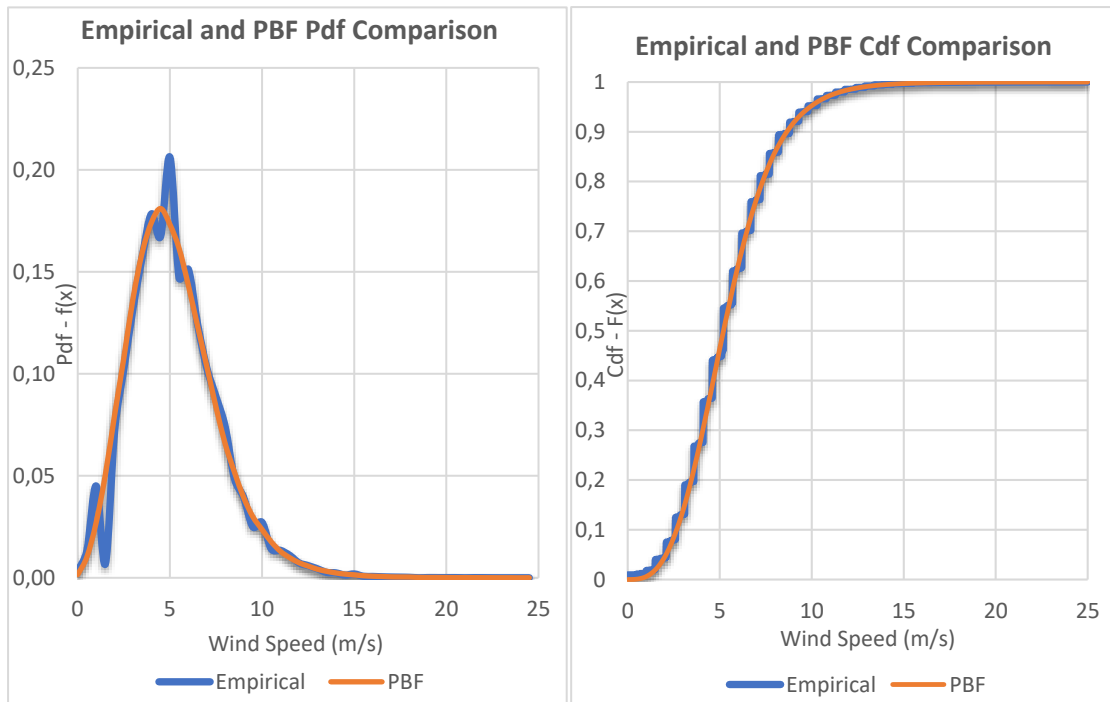 Empirical and PBF Pdf Comparison
0,25
0,20
0,15
0,10
0,05
0,00
Pdf - f(x)
0 5 10 15 20 25
Wind Speed (m/s)
Empirical PBF
Empirical and PBF Cdf Comparison
1
0,9
0,8
0,7
0,6
0,5
0,4
0,3
0,2
0,1
0
Cdf - F(x)
0 5 10 15 20 25
Wind Speed (m/s)
Empirical PBF